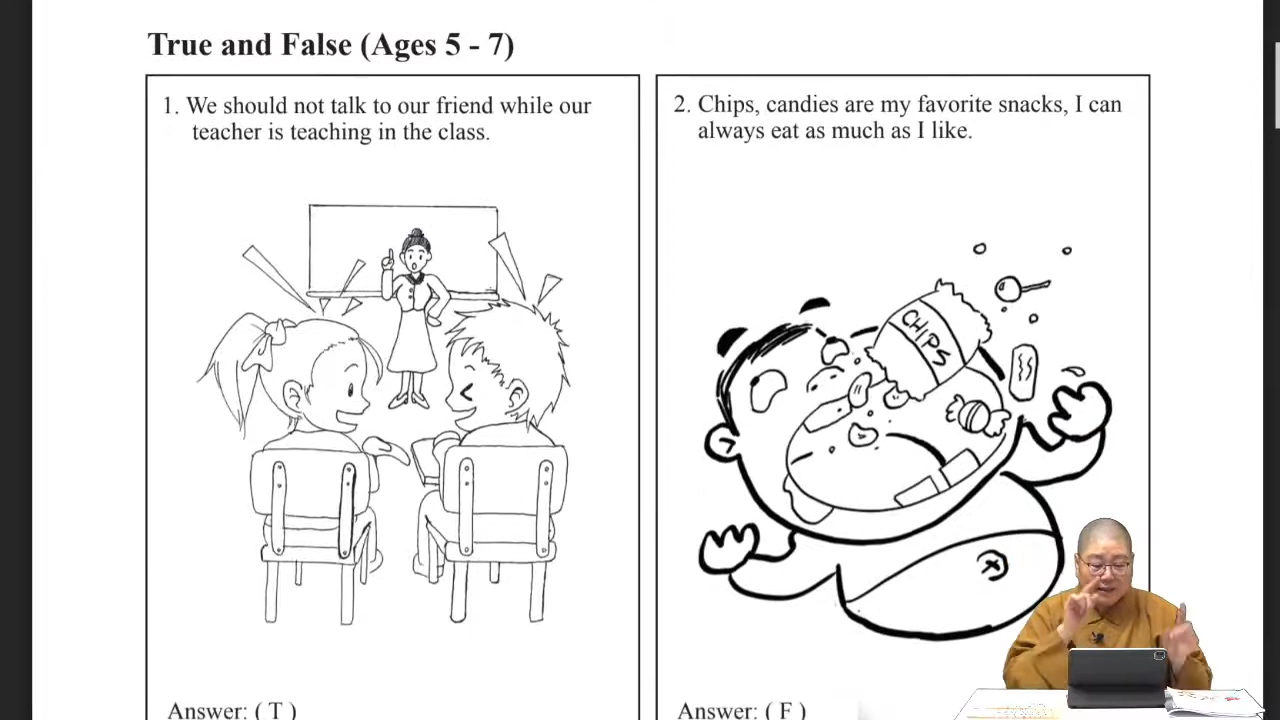 True and False (Ages 5 - 7)
1. We should not talk to our friend while our
teacher is teaching in the class.
Answer: ( T )
2. Chips, candies are my favorite snacks, I can
always eat as much as I like.
CHIPS
Answer: ( F )